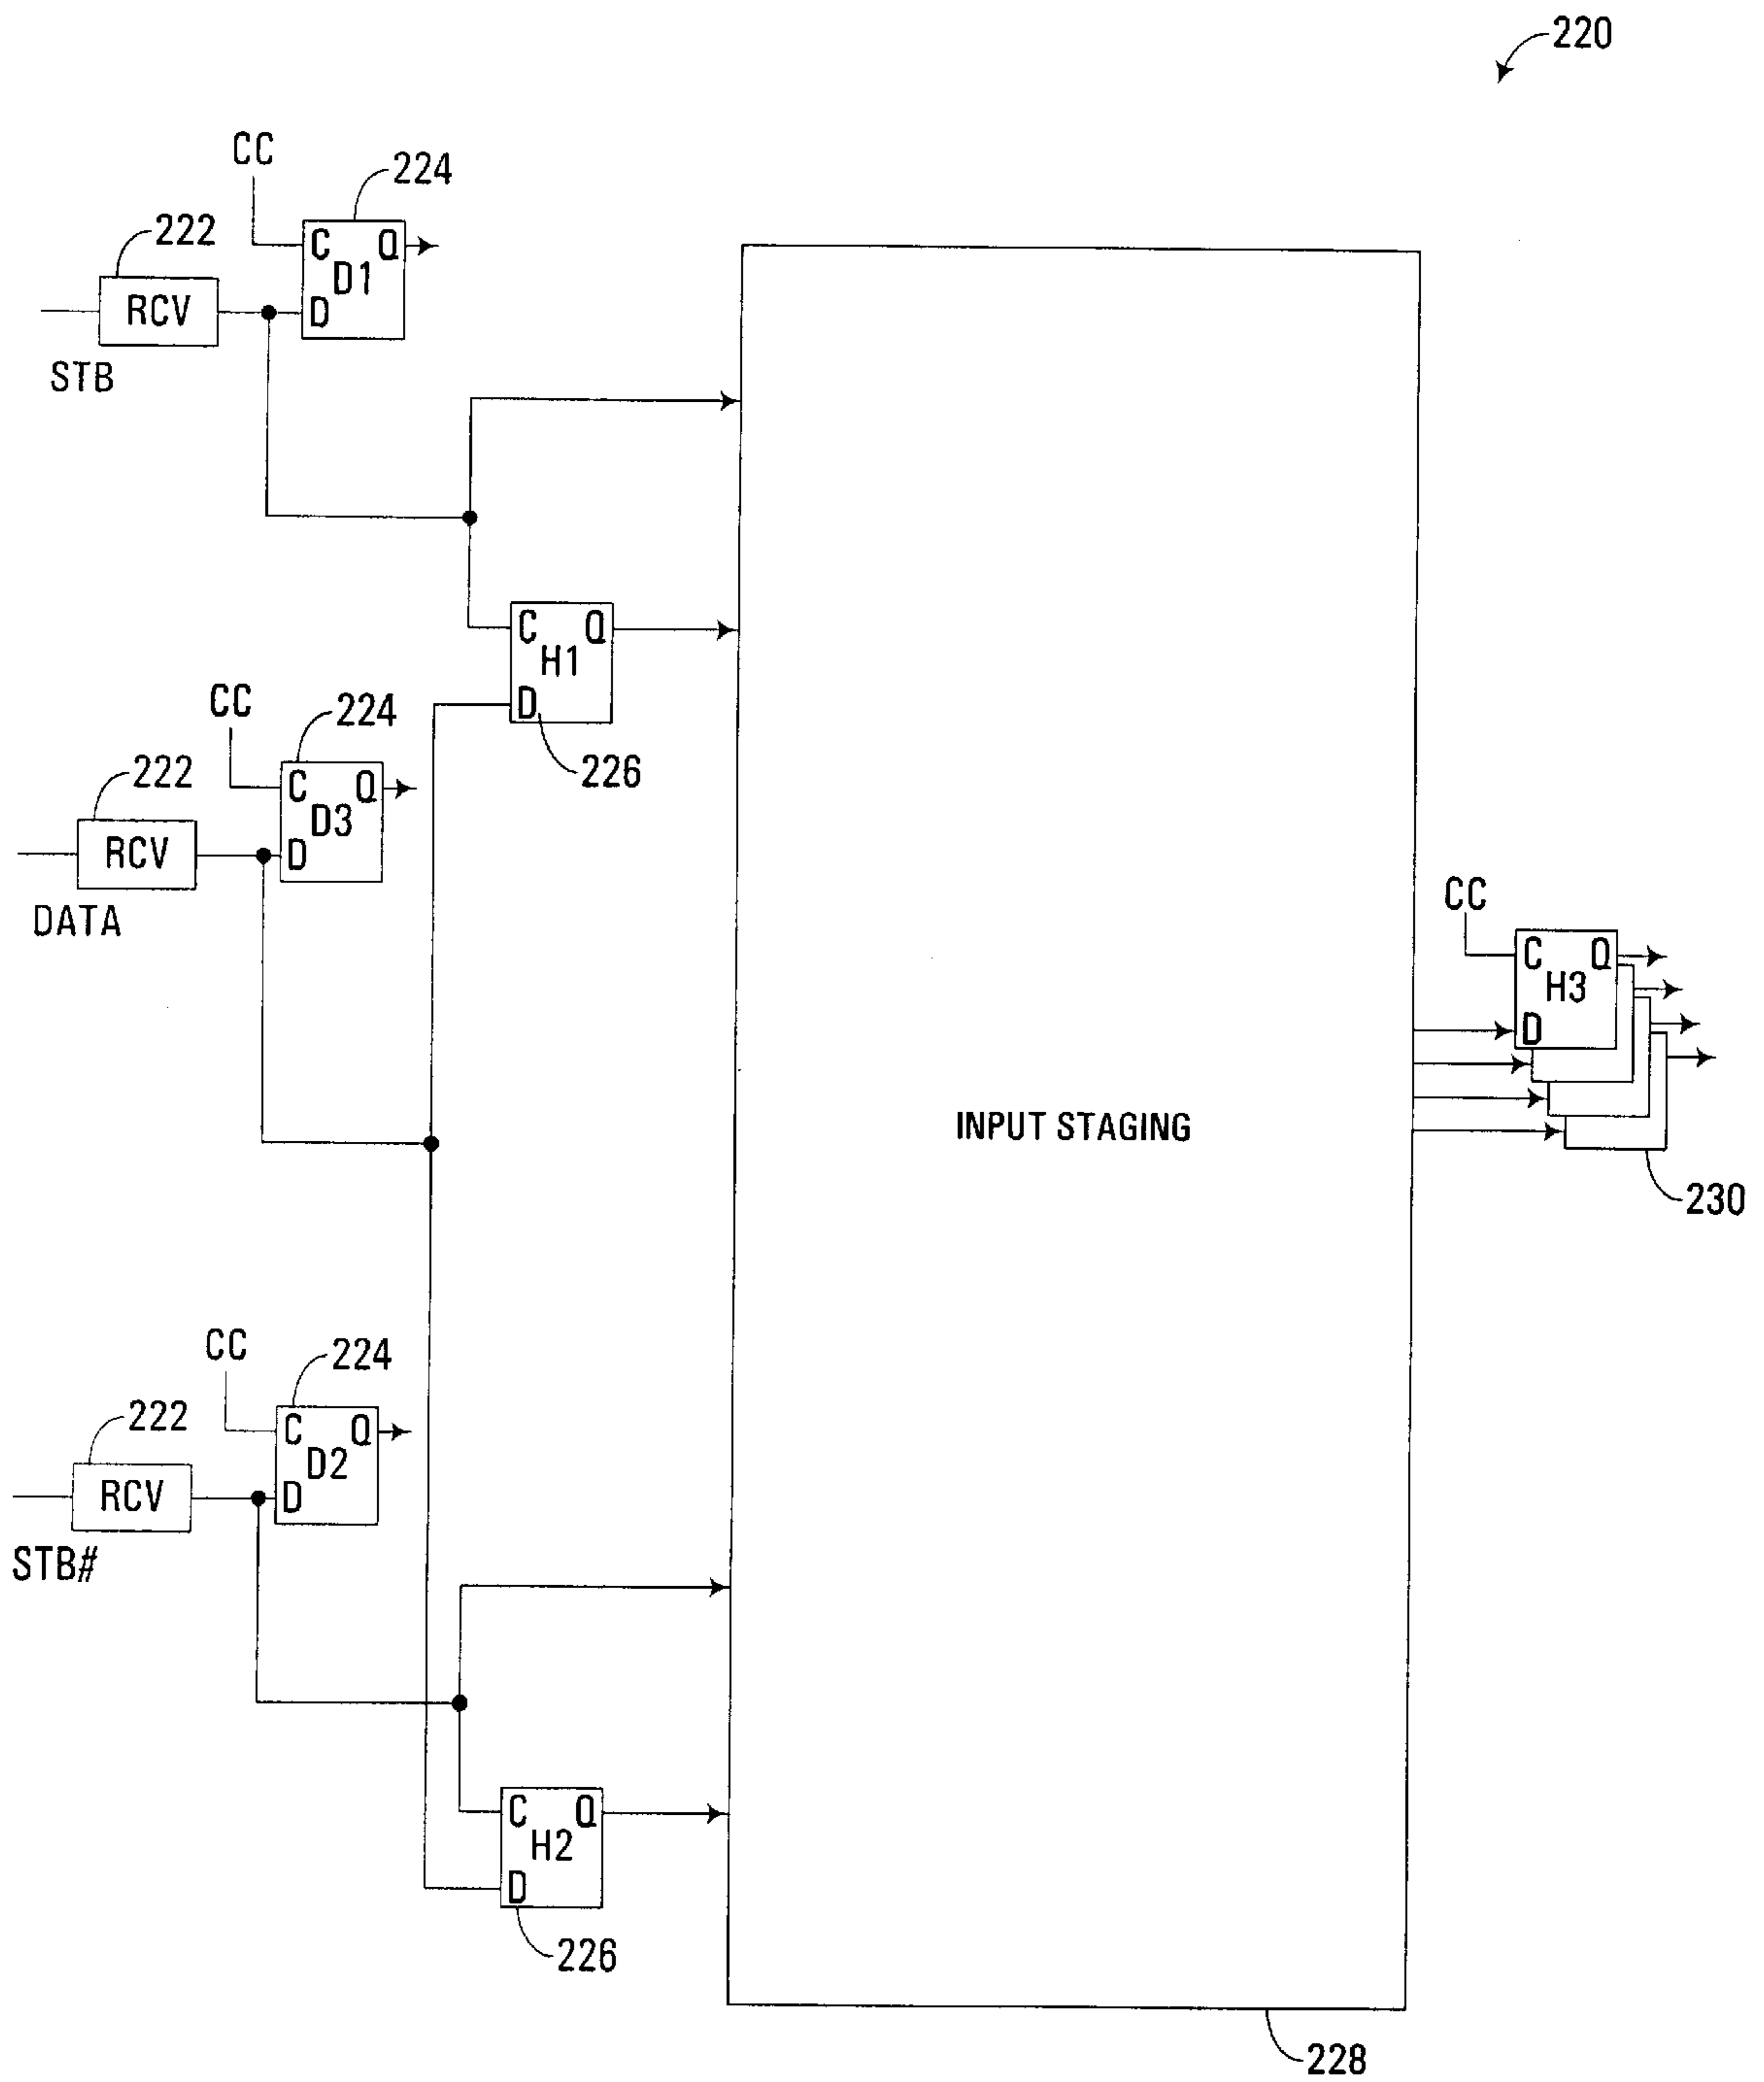 220
CC
224
222
C Q
D1
D
RCV
STB
C Q
H1
D
226
CC
224
222
C Q
D3
D
RCV
DATA
CC
C Q
H3
D
230
INPUT STAGING
CC
224
222
C Q
D2
D
RCV
STB#
C Q
H2
D
226
228